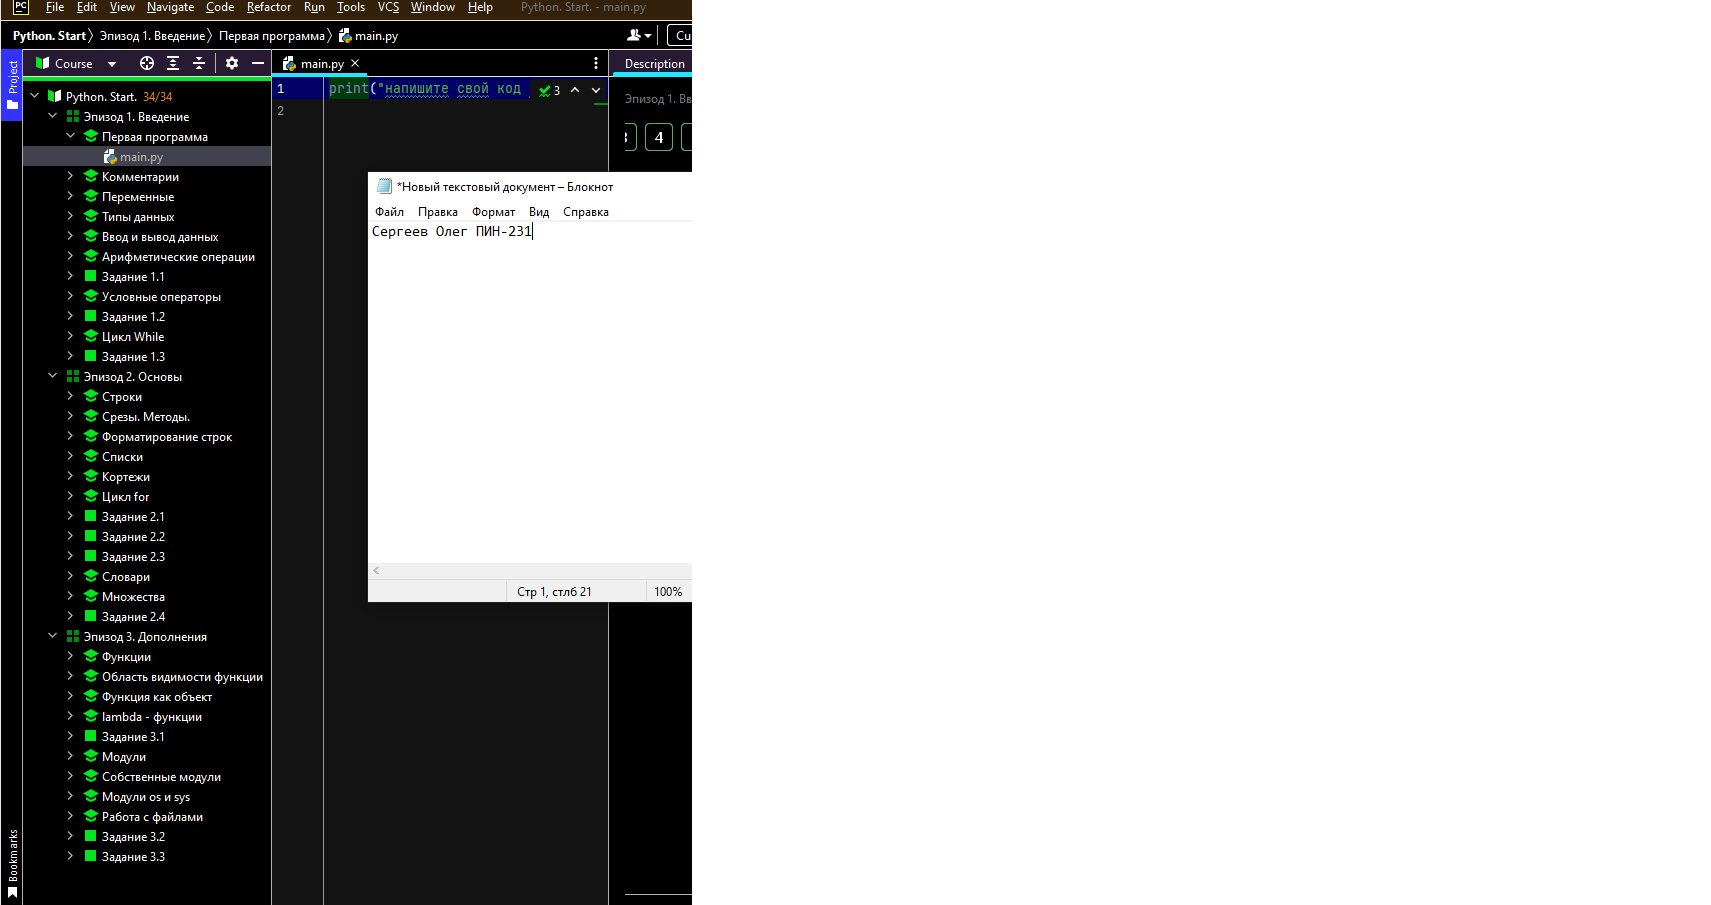 PC File Edit View Navigate Code Refactor Run Tools VCS Window Help Python. Start. - main.py
Python. Start 〉 Эпизод 1. Введение 〉 Первая программа 〉 main.py Cu
Project
Course
main.py
Description
Python. Start. 34/34
Эпизод 1. Введение
Первая программа
main.py
Комментарии
Переменные
Типы данных
Ввод и вывод данных
Арифметические операции
Задание 1.1
Условные операторы
Задание 1.2
Цикл While
Задание 1.3
Эпизод 2. Основы
Строки
Срезы. Методы.
Форматирование строк
Списки
Кортежи
Цикл for
Задание 2.1
Задание 2.2
Задание 2.3
Словари
Множества
Задание 2.4
Эпизод 3. Дополнения
Функции
Область видимости функции
Функция как объект
lambda - функции
Задание 3.1
Модули
Собственные модули
Модули os и sys
Работа с файлами
Задание 3.2
Задание 3.3
Bookmarks
1 print("напишите свой код 3
2
Эпизод 1. Вв
4
*Новый текстовый документ – Блокнот
Файл Правка Формат Вид Справка
Сергеев Олег ПИН-231
Стр 1, стлб 21 100%